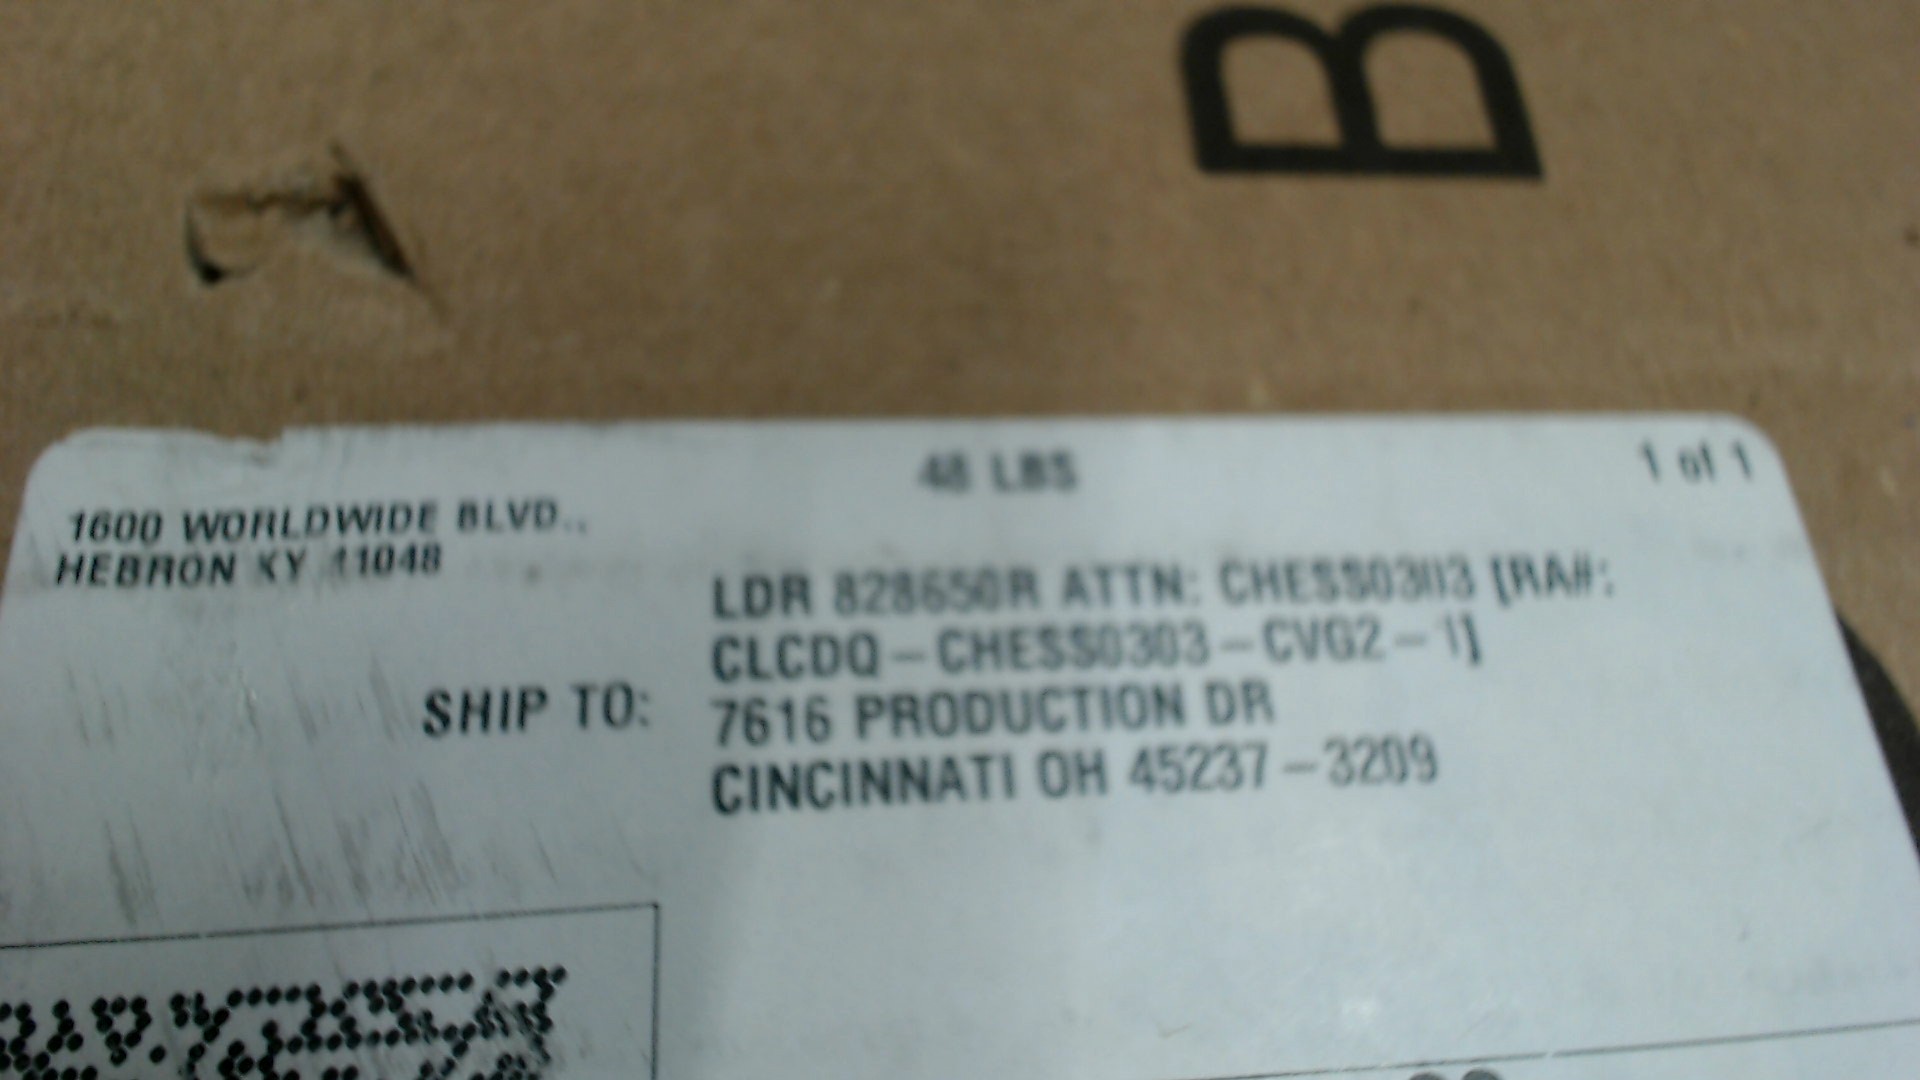 B
48 LBS
1 of 1
1600 WORLDWIDE BLVD..
HEBRON KY 41048
LDR 828650R ATTN: CHESS0303 [RA#:
CLCDQ-CHESS0303-CVG2-1]
SHIP TO: 7616 PRODUCTION DR
CINCINNATI OH 45237-3209